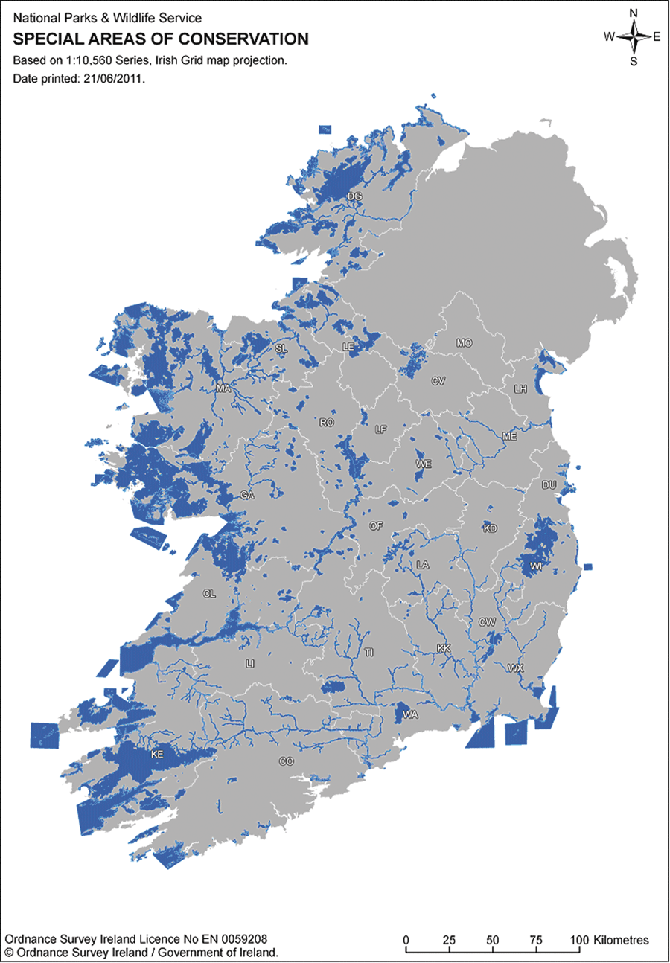 National Parks & Wildlife Service
SPECIAL AREAS OF CONSERVATION
Based on 1:10,560 Series, Irish Grid map projection.
Date printed: 21/06/2011.
N
W E
S
DG
MO
SL
LE
CV
MA
LH
RO
LF
ME
WE
GA
DU
OF
KD
LA
WI
CL
CW
KK
LI
TI
WX
WA
KE
CO
Ordnance Survey Ireland Licence No EN 0059208
© Ordnance Survey Ireland / Government of Ireland.
0 25 50 75 100 Kilometres